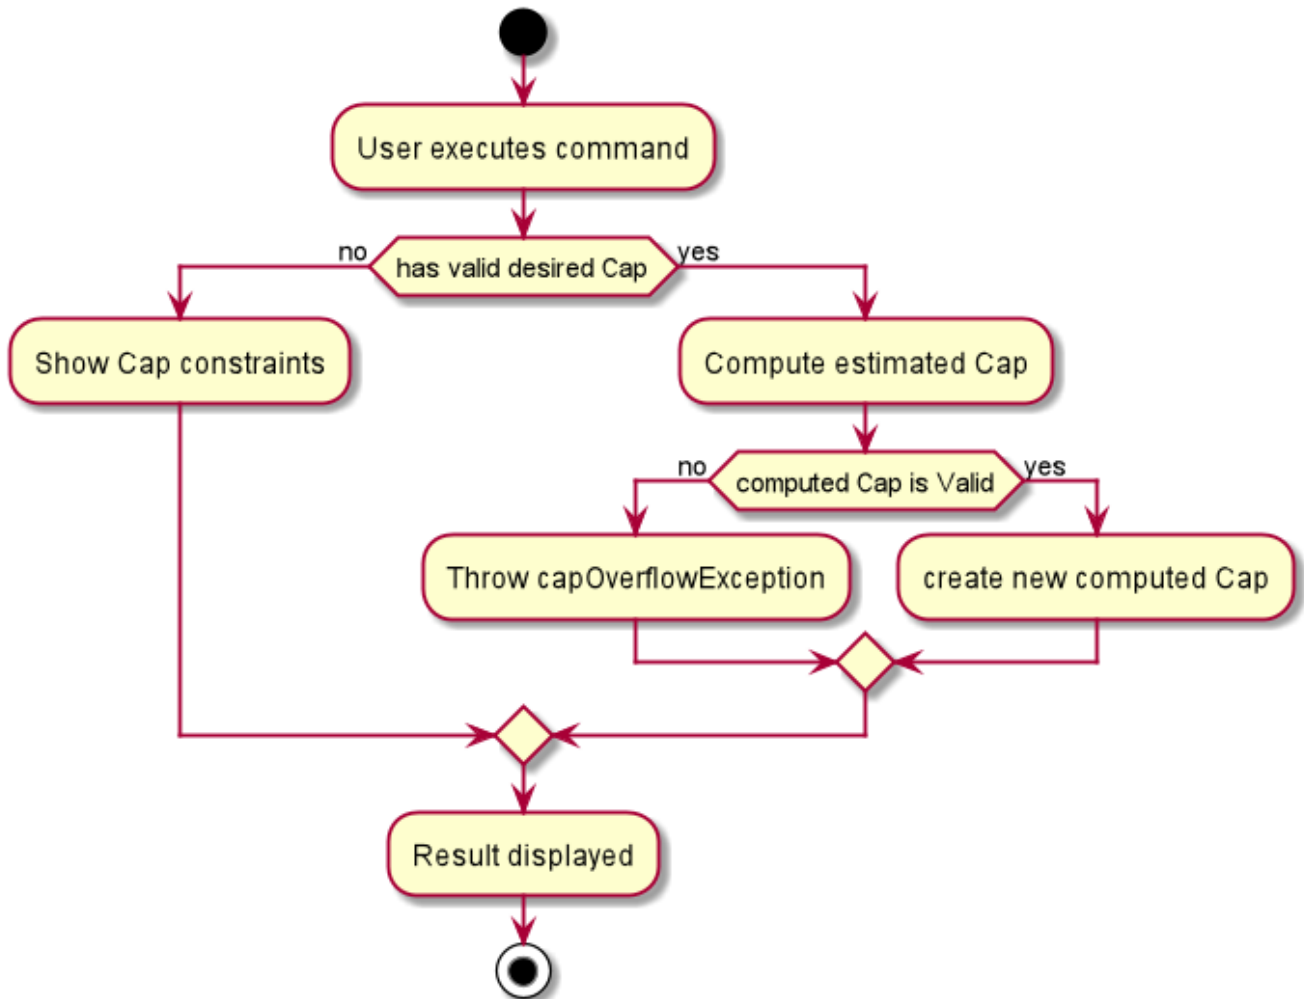 User executes command
no
has valid desired Cap
yes
Show Cap constraints
Compute estimated Cap
no
computed Cap is Valid
yes
Throw capOverflowException
create new computed Cap
Result displayed